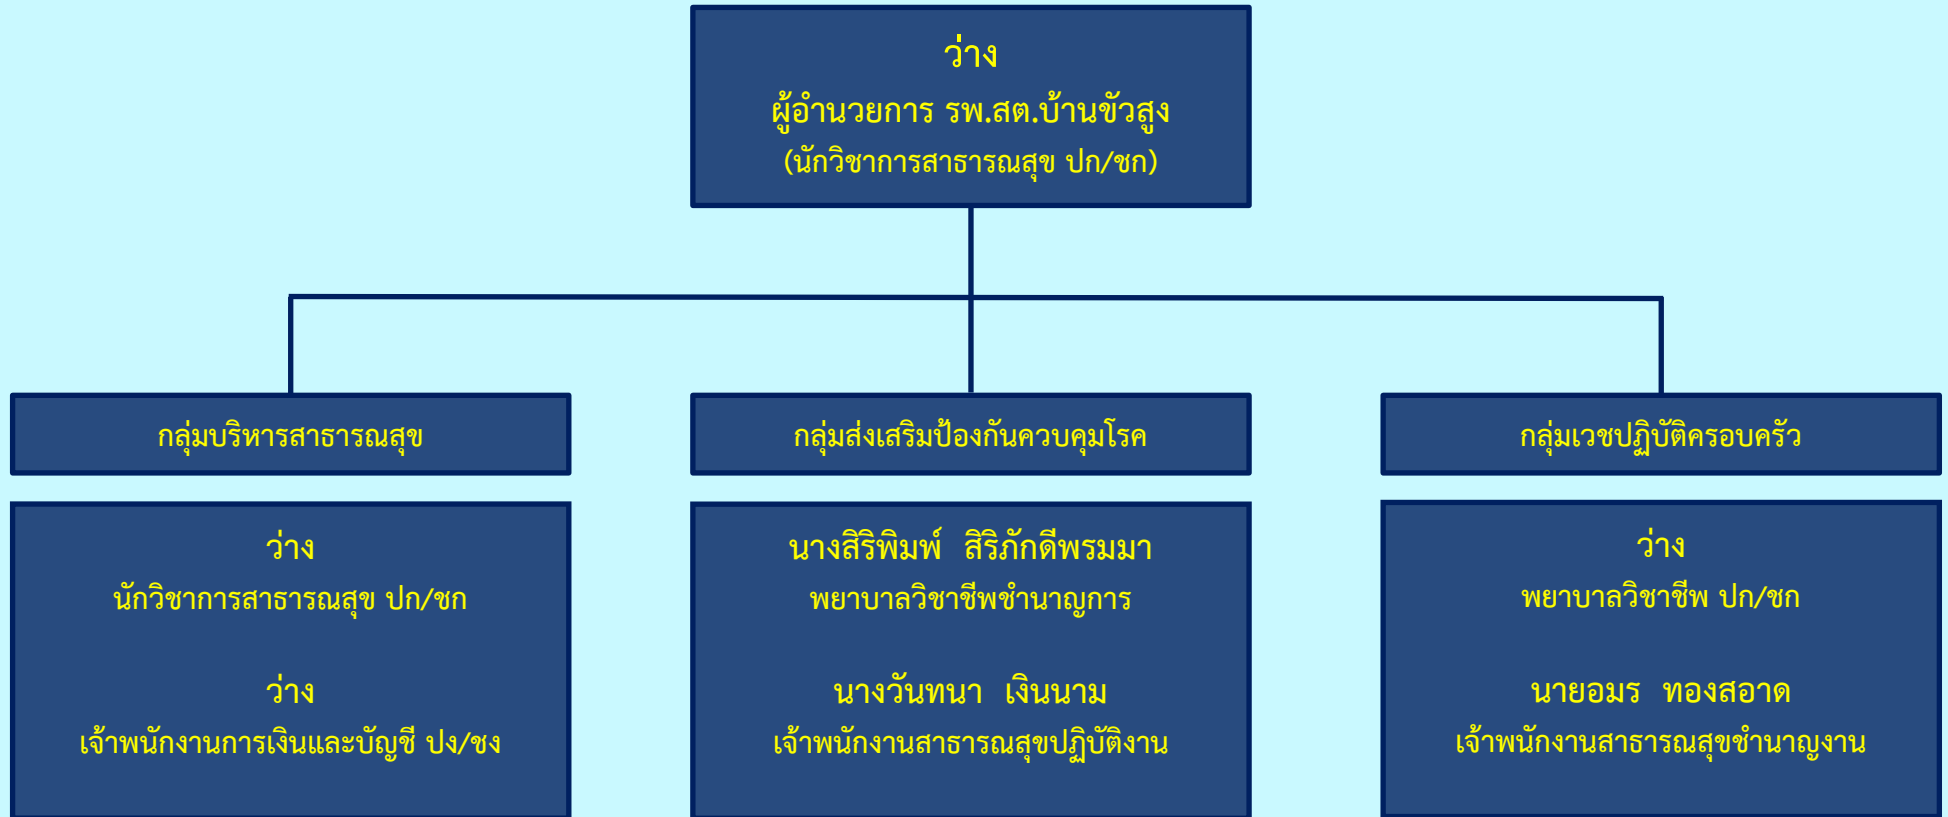 ว่าง
ผู้อำนวยการ รพ.สต.บ้านขัวสูง
(นักวิชาการสาธารณสุข ปก/ชก)
กลุ่มบริหารสาธารณสุข
ว่าง
นักวิชาการสาธารณสุข ปก/ชก
ว่าง
เจ้าพนักงานการเงินและบัญชี ปง/ชง
กลุ่มส่งเสริมป้องกันควบคุมโรค
นางสิริพิมพ์ สิริภักดีพรมมา
พยาบาลวิชาชีพชำนาญการ
นางวันทนา เงินนาม
เจ้าพนักงานสาธารณสุขปฏิบัติงาน
กลุ่มเวชปฏิบัติครอบครัว
ว่าง
พยาบาลวิชาชีพ ปก/ชก
นายอมร ทองสอาด
เจ้าพนักงานสาธารณสุขชำนาญงาน